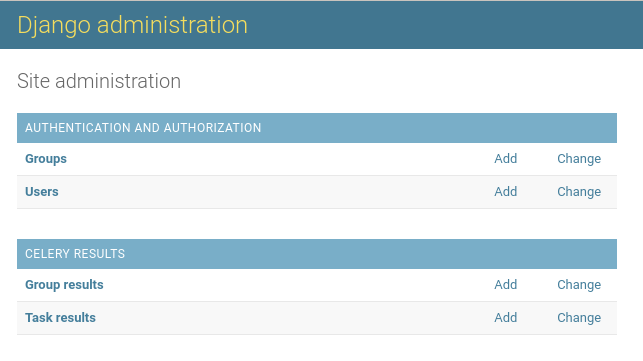 Django administration
Site administration
AUTHENTICATION AND AUTHORIZATION
Groups Add Change
Users Add Change
CELERY RESULTS
Group results Add Change
Task results Add Change